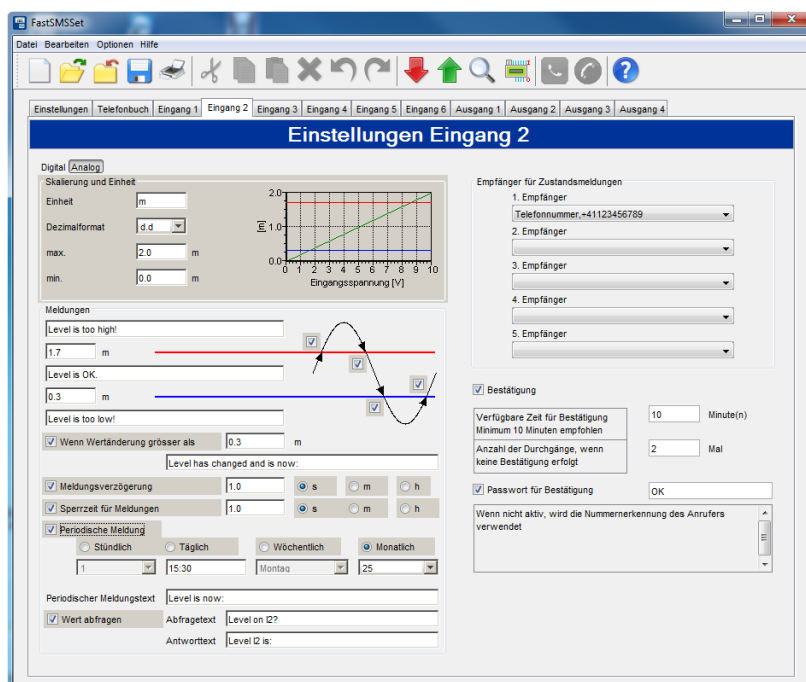 FastSMSSet
Datei Bearbeiten Optionen Hilfe
Einstellungen Telefonbuch Eingang 1 Eingang 2 Eingang 3 Eingang 4 Eingang 5 Eingang 6 Ausgang 1 Ausgang 2 Ausgang 3 Ausgang 4
Einstellungen Eingang 2
Digital Analog
Skalierung und Einheit
Einheit m
Dezimalformat d.d
max. 2.0 m
min. 0.0 m
2.0
[m] 1.0
0.0
0 1 2 3 4 5 6 7 8 9 10
Eingangsspannung [V]
Meldungen
Level is too high!
1.7 m
Level is OK.
0.3 m
Level is too low!
Wenn Wertänderung grösser als 0.3 m
Level has changed and is now:
Meldungsverzögerung 1.0 s m h
Sperrzeit für Meldungen 1.0 s m h
Periodische Meldung
Stündlich Täglich Wöchentlich Monatlich
1 15:30 Montag 25
Periodischer Meldungstext Level is now:
Wert abfragen Abfragetext Level on I2?
Antworttext Level I2 is:
Empfänger für Zustandsmeldungen
1. Empfänger
Telefonnummer,+41123456789
2. Empfänger
3. Empfänger
4. Empfänger
5. Empfänger
Bestätigung
Verfügbare Zeit für Bestätigung
Minimum 10 Minuten empfohlen
10 Minute(n)
Anzahl der Durchgänge, wenn
keine Bestätigung erfolgt
2 Mal
Passwort für Bestätigung OK
Wenn nicht aktiv, wird die Nummernerkennung des Anrufers
verwendet